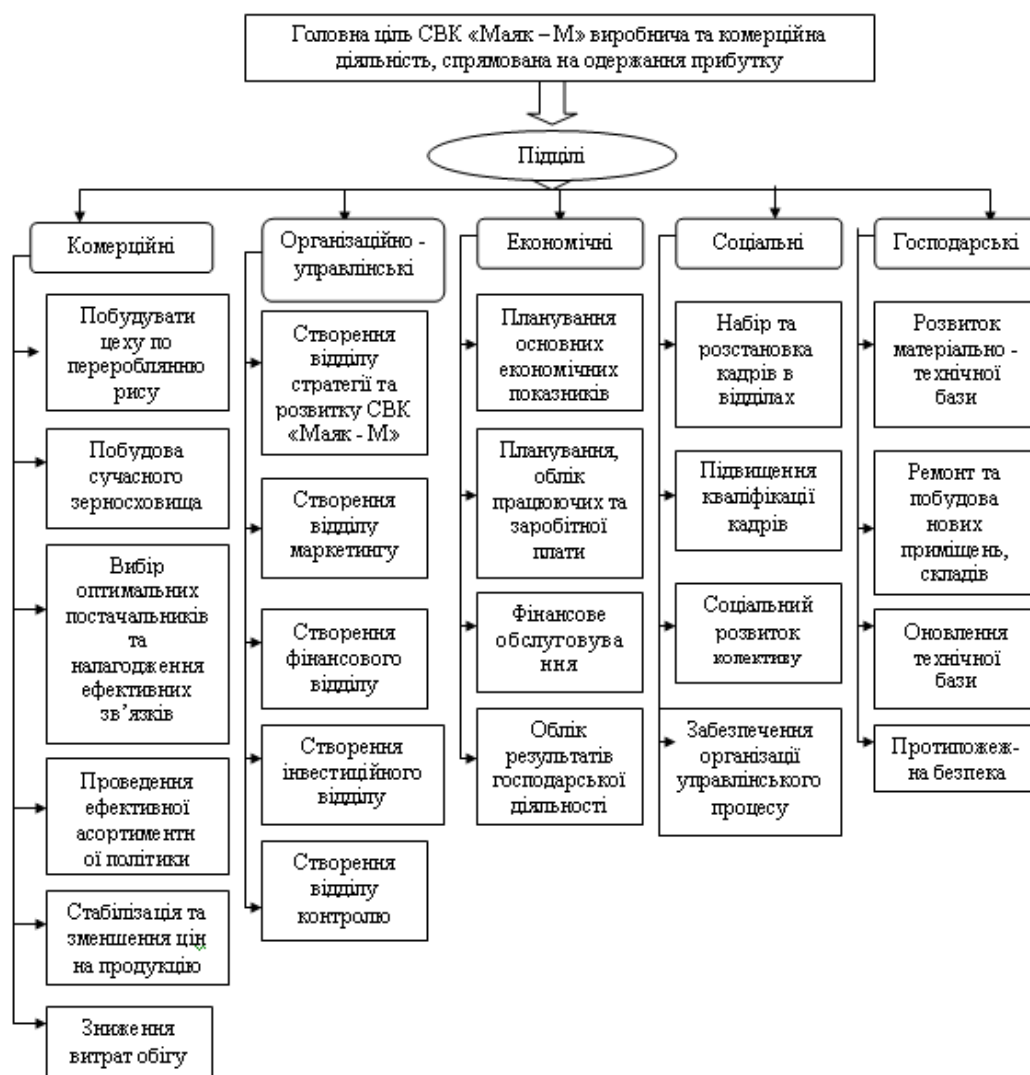 Головна ціль СВК «Маяк – М» виробнича та комерційна
діяльність, спрямована на одержання прибутку
Підцілі
Комерційні
Побудувати
цеху по
перероблянню
рису
Побудова
сучасного
зерносховища
Вибір
оптимальних
постачальників
та
налагодження
ефективних
зв’язків
Проведення
ефективної
асортиментн
ої політики
Стабілізація та
зменшення цін
на продукцію
Зниження
витрат обігу
Організаційно -
управлінські
Створення
відділу
стратегії та
розвитку СВК
«Маяк - М»
Створення
відділу
маркетингу
Створення
фінансового
відділу
Створення
інвестиційного
відділу
Створення
відділу
контролю
Економічні
Планування
основних
економічних
показників
Планування,
облік
працюючих та
заробітної
плати
Фінансове
обслуговува
ння
Облік
результатів
господарської
діяльності
Соціальні
Набір та
розстановка
кадрів в
відділах
Підвищення
кваліфікації
кадрів
Соціальний
розвиток
колективу
Забезпечення
організації
управлінського
процесу
Господарські
Розвиток
матеріально -
технічної
бази
Ремонт та
побудова
нових
приміщень,
складів
Оновлення
технічної
бази
Протипожеж-
на безпека